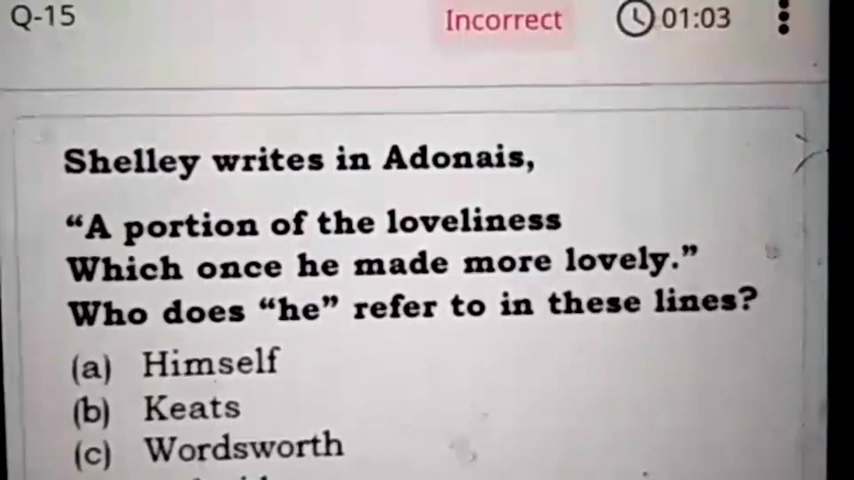 Q-15
Incorrect
01:03
Shelley writes in Adonais,
“A portion of the loveliness
Which once he made more lovely.”
Who does “he” refer to in these lines?
(a) Himself
(b) Keats
(c) Wordsworth